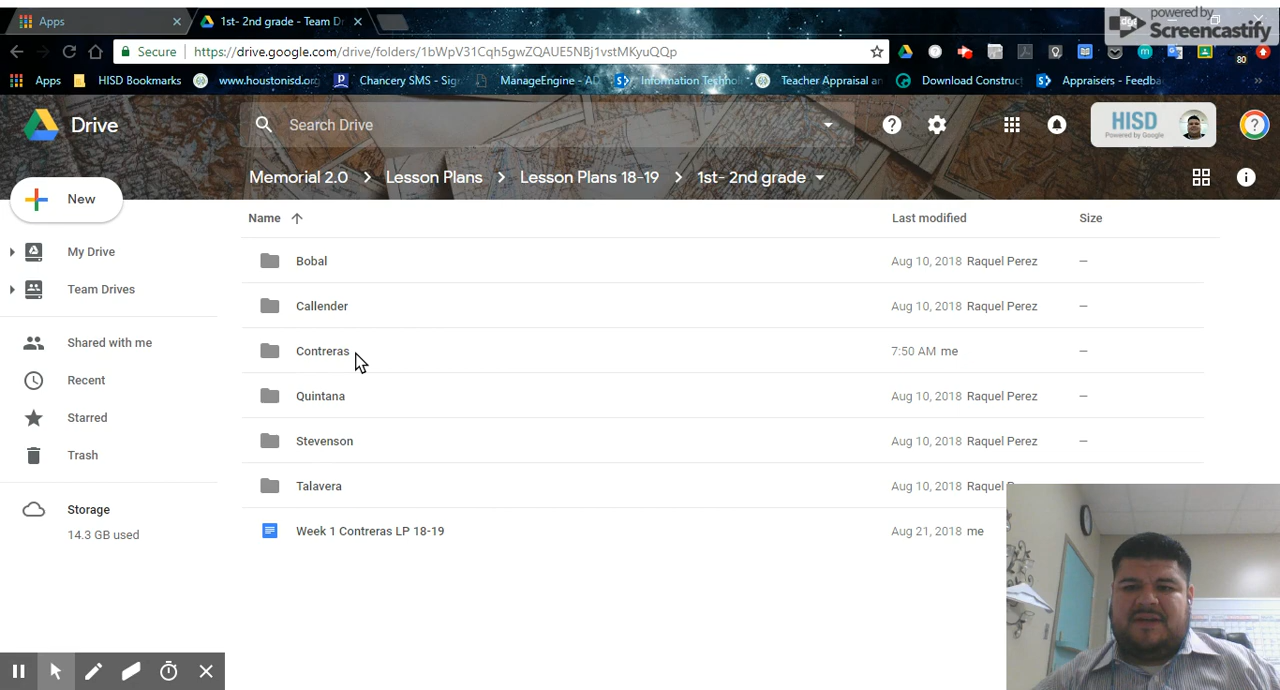 Apps
1st- 2nd grade - Team Dr
powered by
Screencastify
Secure
https://drive.google.com/drive/folders/1bWpV31Cqh5gwZQAUE5NBj1vstMKyuQQp
80
Apps
HISD Bookmarks
www.houstonisd.org
Chancery SMS - Sig
ManageEngine - AD
Information Technol
Teacher Appraisal an
Download Construct
Appraisers - Feedba
Drive
Search Drive
HISD
Powered by Google
Memorial 2.0 > Lesson Plans > Lesson Plans 18-19 > 1st- 2nd grade
New
Name
Last modified
Size
My Drive
Team Drives
Shared with me
Recent
Starred
Trash
Storage
14.3 GB used
Bobal Aug 10, 2018 Raquel Perez —
Callender Aug 10, 2018 Raquel Perez —
Contreras 7:50 AM me —
Quintana Aug 10, 2018 Raquel Perez —
Stevenson Aug 10, 2018 Raquel Perez —
Talavera Aug 10, 2018 Raquel
Week 1 Contreras LP 18-19 Aug 21, 2018 me